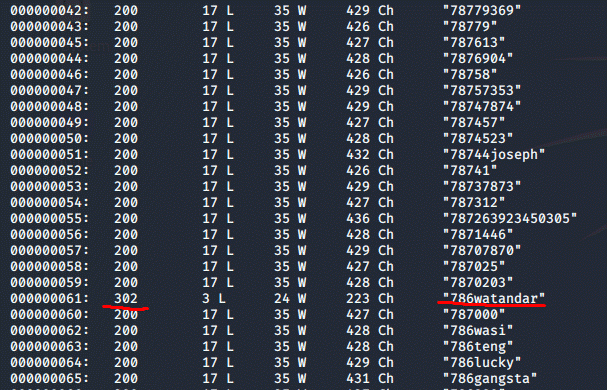 000000042: 200 17 L 35 W 429 Ch "78779369"
000000043: 200 17 L 35 W 426 Ch "78779"
000000045: 200 17 L 35 W 427 Ch "787613"
000000044: 200 17 L 35 W 428 Ch "7876904"
000000046: 200 17 L 35 W 426 Ch "78758"
000000047: 200 17 L 35 W 429 Ch "78757353"
000000048: 200 17 L 35 W 429 Ch "78747874"
000000049: 200 17 L 35 W 427 Ch "787457"
000000050: 200 17 L 35 W 428 Ch "7874523"
000000051: 200 17 L 35 W 432 Ch "78744joseph"
000000052: 200 17 L 35 W 426 Ch "78741"
000000053: 200 17 L 35 W 429 Ch "78737873"
000000054: 200 17 L 35 W 427 Ch "787312"
000000055: 200 17 L 35 W 436 Ch "787263923450305"
000000056: 200 17 L 35 W 428 Ch "7871446"
000000057: 200 17 L 35 W 429 Ch "78707870"
000000058: 200 17 L 35 W 427 Ch "787025"
000000059: 200 17 L 35 W 428 Ch "7870203"
000000061: 302 3 L 24 W 223 Ch "786watandar"
000000060: 200 17 L 35 W 427 Ch "787000"
000000062: 200 17 L 35 W 428 Ch "786wasi"
000000063: 200 17 L 35 W 428 Ch "786teng"
000000064: 200 17 L 35 W 429 Ch "786lucky"
000000065: 200 17 L 35 W 431 Ch "786gangsta"